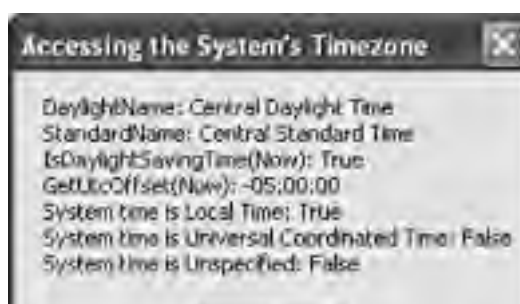 Accessing the System's Timezone
DaylightName: Central Daylight Time
StandardName: Central Standard Time
IsDaylightSavingTime(Now): True
GetUtcOffset(Now): -05:00:00
System time is Local Time: True
System time is Universal Coordinated Time: False
System time is Unspecified: False